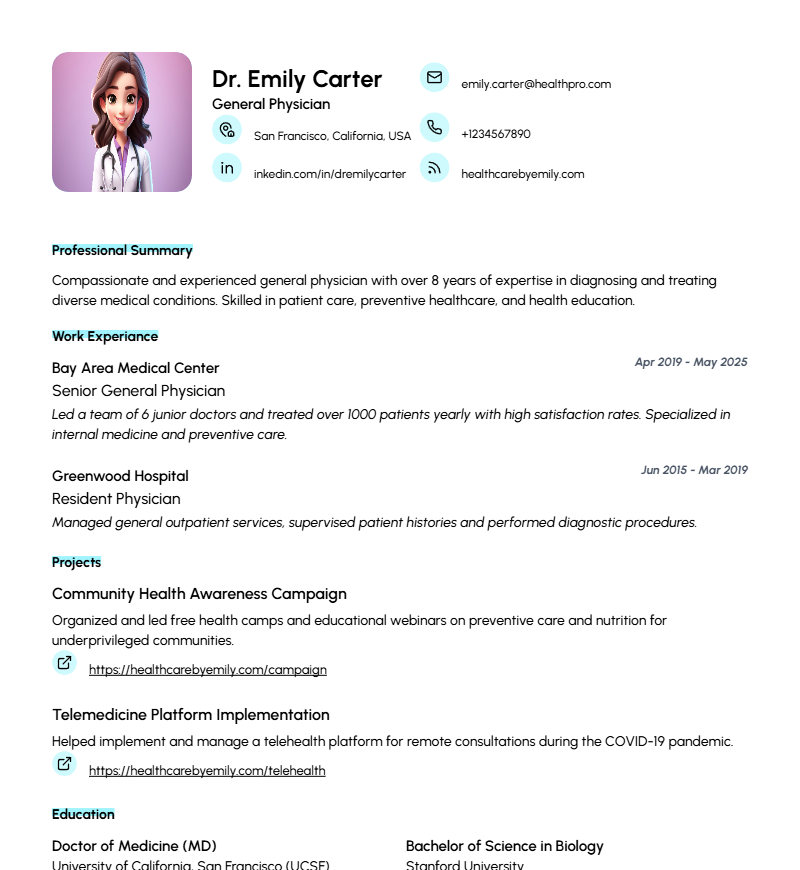 Dr. Emily Carter
General Physician
San Francisco, California, USA
in
inkedin.com/in/dremilycarter
emily.carter@healthpro.com
+1234567890
healthcarebyemily.com
Professional Summary
Compassionate and experienced general physician with over 8 years of expertise in diagnosing and treating
diverse medical conditions. Skilled in patient care, preventive healthcare, and health education.
Work Experiance
Bay Area Medical Center
Apr 2019 - May 2025
Senior General Physician
Led a team of 6 junior doctors and treated over 1000 patients yearly with high satisfaction rates. Specialized in
internal medicine and preventive care.
Greenwood Hospital
Jun 2015 - Mar 2019
Resident Physician
Managed general outpatient services, supervised patient histories and performed diagnostic procedures.
Projects
Community Health Awareness Campaign
Organized and led free health camps and educational webinars on preventive care and nutrition for
underprivileged communities.
https://healthcarebyemily.com/campaign
Telemedicine Platform Implementation
Helped implement and manage a telehealth platform for remote consultations during the COVID-19 pandemic.
https://healthcarebyemily.com/telehealth
Education
Doctor of Medicine (MD)
University of California, San Francisco (UCSF)
Bachelor of Science in Biology
Stanford University